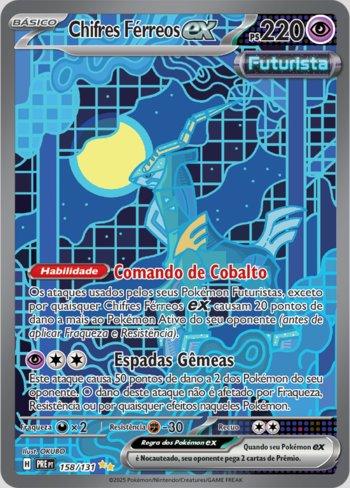 BÁSICO
Chifres Férreos ex
PS 220
Futurista
Habilidade Comando de Cobalto
Os ataques usados pelos seus Pokémon Futuristas, exceto
por quaisquer Chifres Férreos ex, causam 20 pontos de
dano a mais ao Pokémon Ativo do seu oponente (antes de
aplicar Fraqueza e Resistência).
Espadas Gêmeas
Este ataque causa 50 pontos de dano a 2 dos Pokémon do seu
oponente. O dano deste ataque não é afetado por Fraqueza,
Resistência ou por quaisquer efeitos naqueles Pokémon.
Fraqueza ×2 Resistência -30 Recuo
Ilust. OKUBO
H PRE PT 158/131
Regra dos Pokémon ex
Quando seu Pokémon ex
é Nocauteado, seu oponente pega 2 cartas de Prêmio.
©2025 Pokémon/Nintendo/Creatures/GAME FREAK